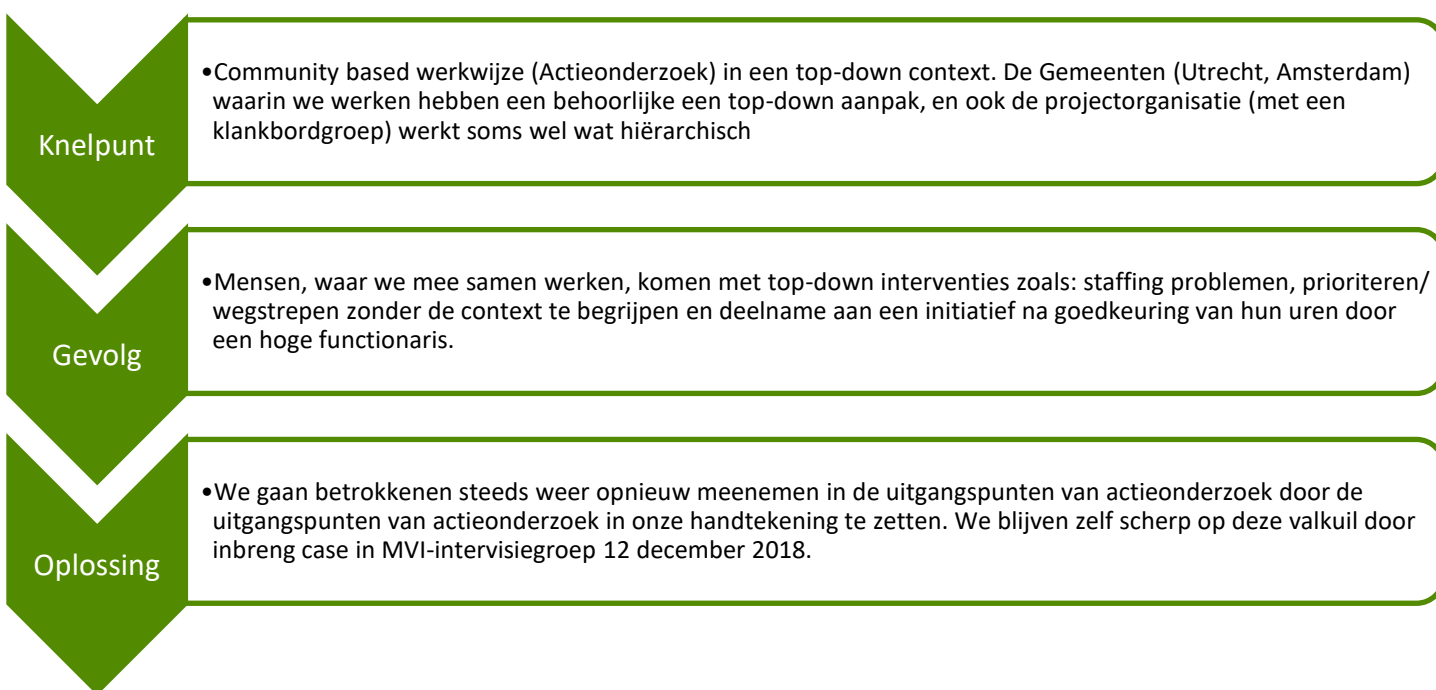 Knelpunt
•Community based werkwijze (Actieonderzoek) in een top-down context. De Gemeenten (Utrecht, Amsterdam)
waarin we werken hebben een behoorlijke een top-down aanpak, en ook de projectorganisatie (met een
klankbordgroep) werkt soms wel wat hiërarchisch
Gevolg
•Mensen, waar we mee samen werken, komen met top-down interventies zoals: staffing problemen, prioriteren/
wegstrepen zonder de context te begrijpen en deelname aan een initiatief na goedkeuring van hun uren door
een hoge functionaris.
Oplossing
•We gaan betrokkenen steeds weer opnieuw meenemen in de uitgangspunten van actieonderzoek door de
uitgangspunten van actieonderzoek in onze handtekening te zetten. We blijven zelf scherp op deze valkuil door
inbreng case in MVI-intervisiegroep 12 december 2018.